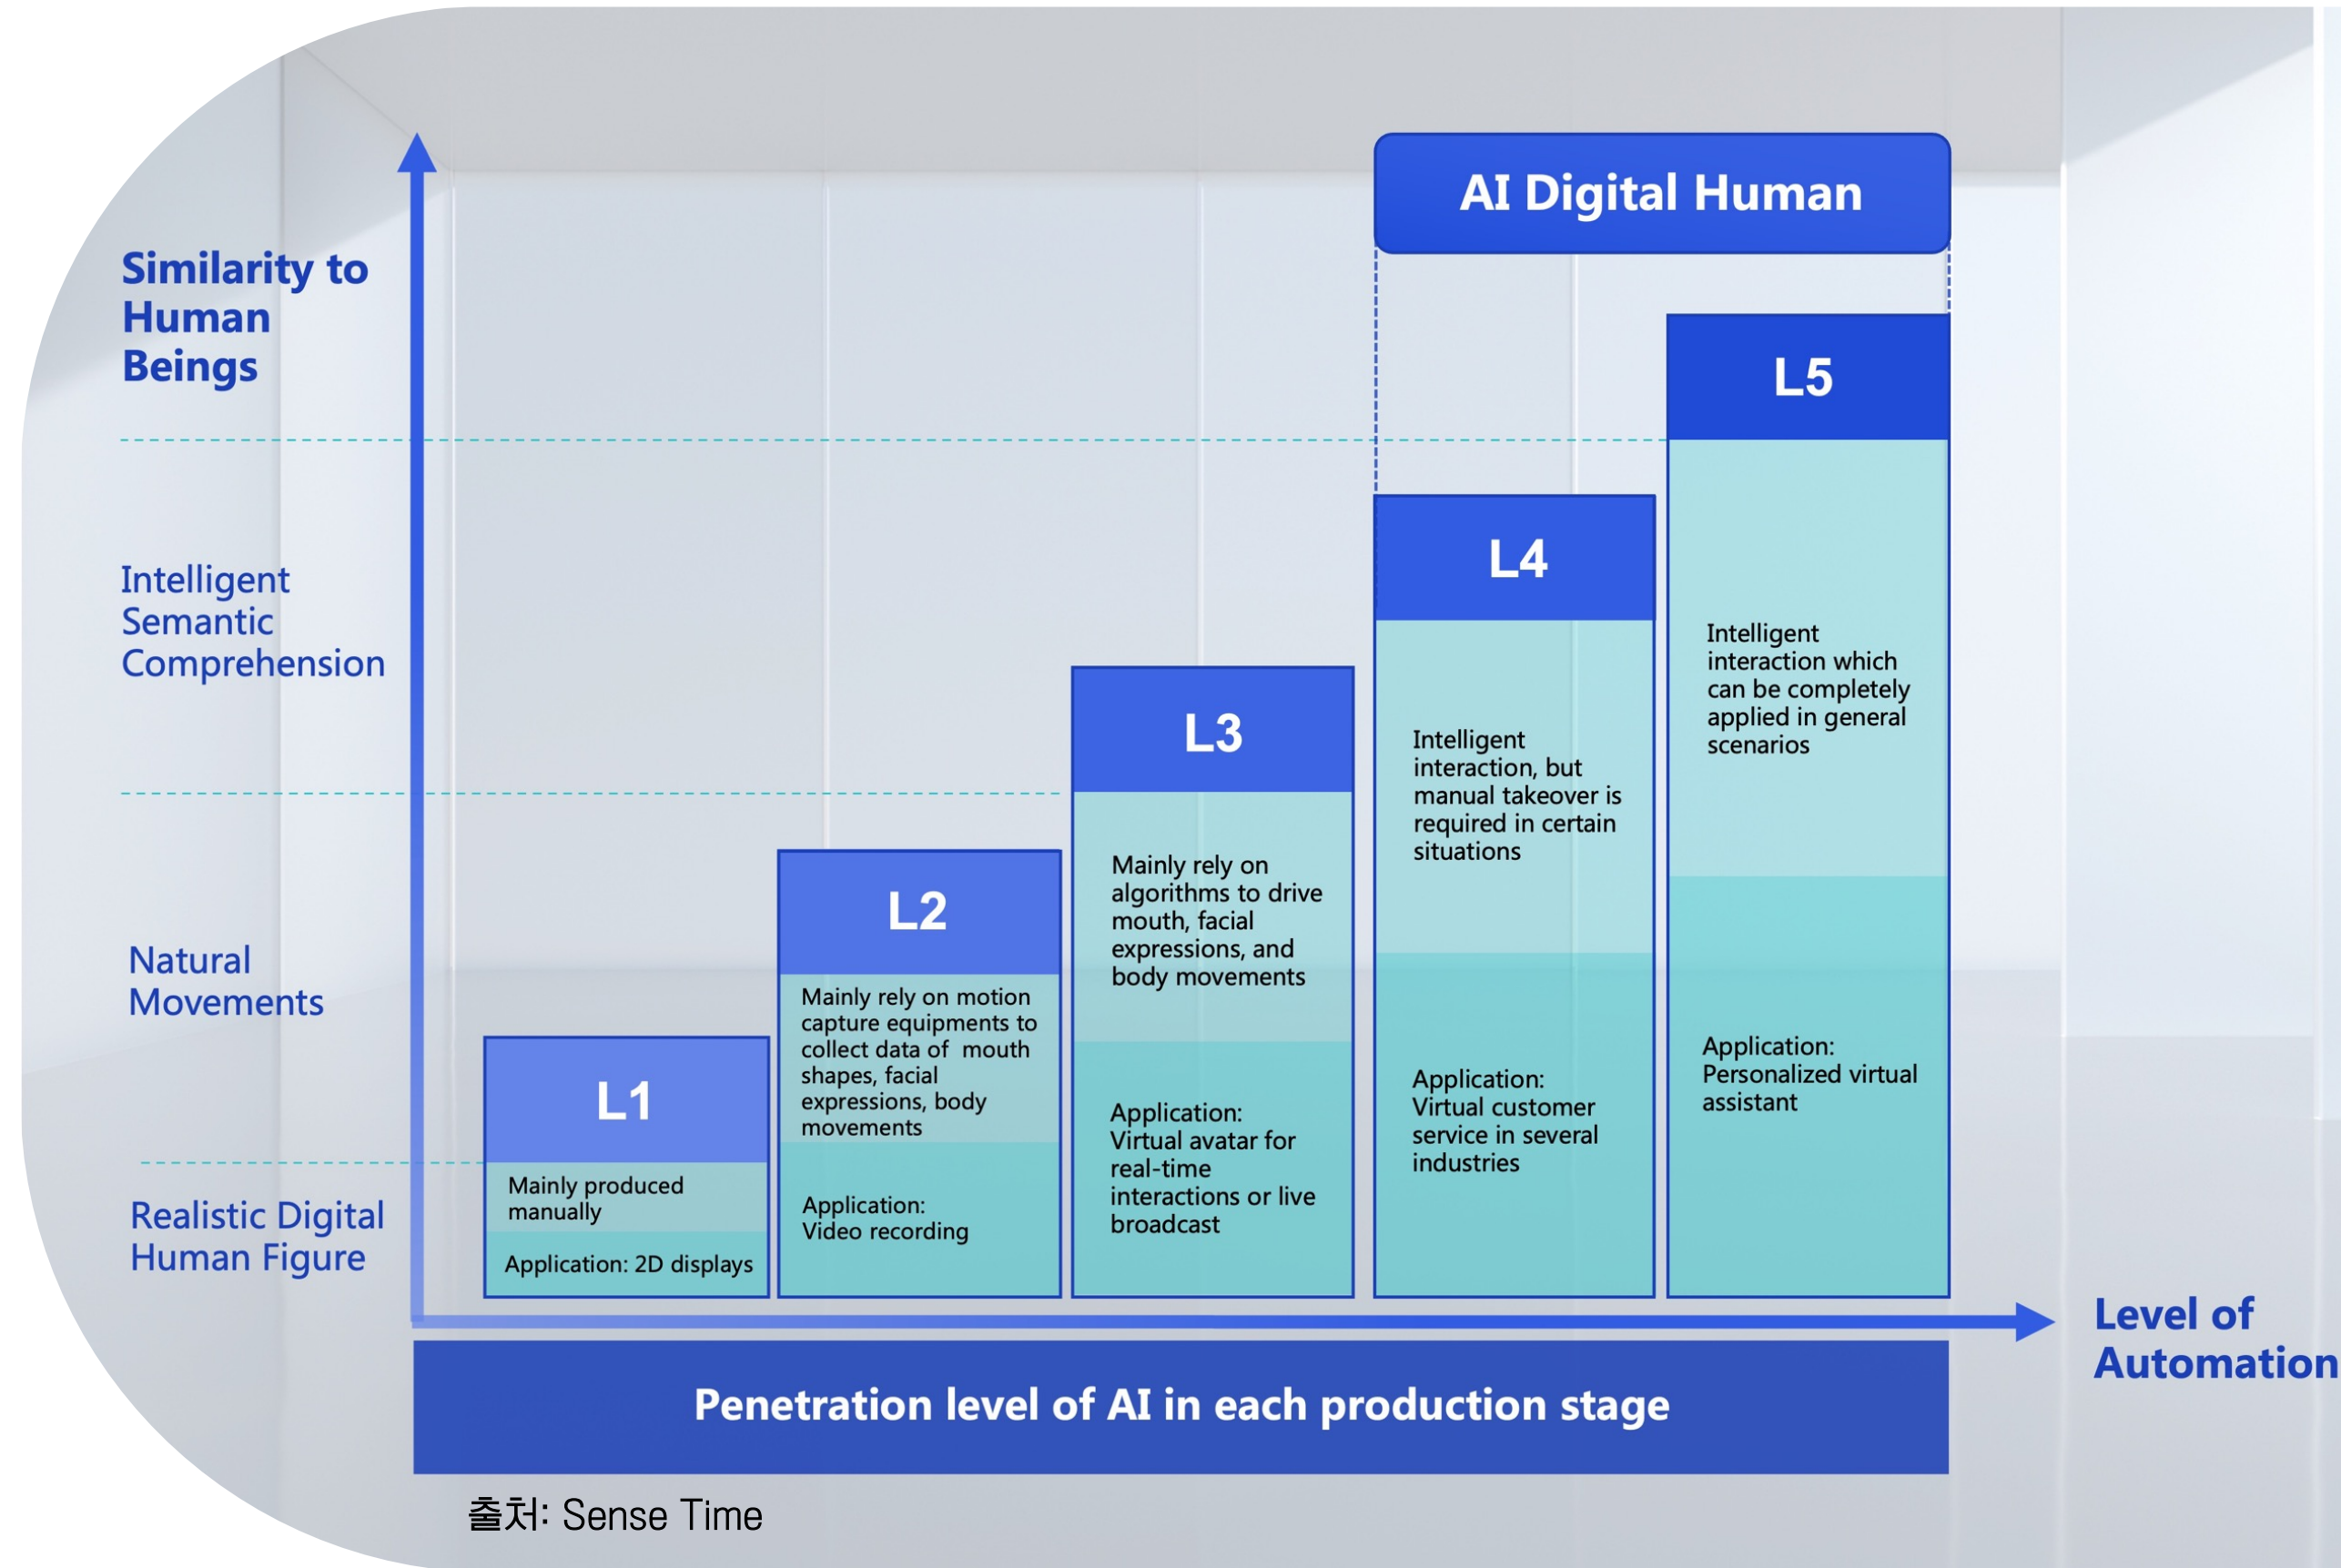 AI Digital Human
Similarity to
Human
Beings
Intelligent
Semantic
Comprehension
Natural
Movements
Realistic Digital
Human Figure
L1
Mainly produced
manually
Application: 2D displays
L2
Mainly rely on motion
capture equipments to
collect data of mouth
shapes, facial
expressions, body
movements
Application:
Video recording
L3
Mainly rely on
algorithms to drive
mouth, facial
expressions, and
body movements
Application:
Virtual avatar for
real-time
interactions or live
broadcast
L4
Intelligent
interaction, but
manual takeover is
required in certain
situations
Application:
Virtual customer
service in several
industries
L5
Intelligent
interaction which
can be completely
applied in general
scenarios
Application:
Personalized virtual
assistant
Level of
Automation
Penetration level of AI in each production stage
출처: Sense Time